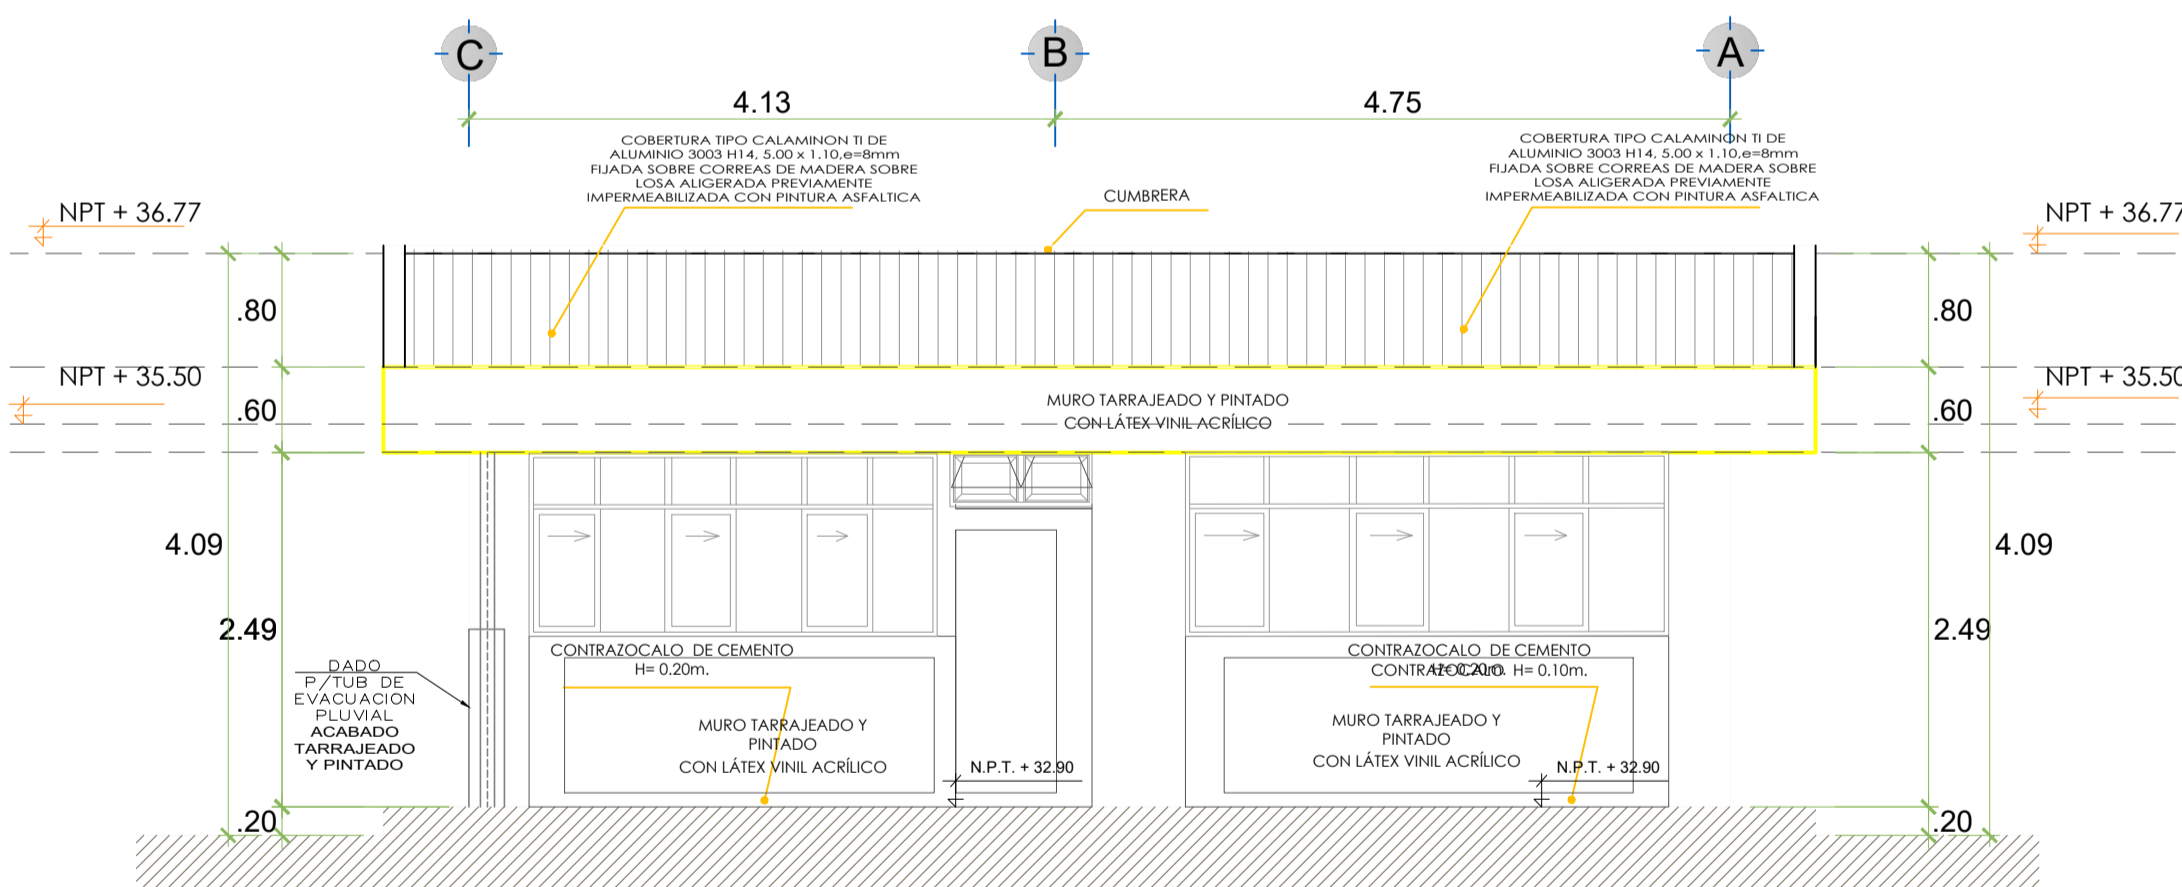 C
B
A
4.13
4.75
COBERTURA TIPO CALAMINON TI DE
ALUMINIO 3003 H14, 5.00 x 1.10,e=8mm
FIJADA SOBRE CORREAS DE MADERA SOBRE
LOSA ALIGERADA PREVIAMENTE
IMPERMEABILIZADA CON PINTURA ASFALTICA
CUMBRERA
COBERTURA TIPO CALAMINON TI DE
ALUMINIO 3003 H14, 5.00 x 1.10,e=8mm
FIJADA SOBRE CORREAS DE MADERA SOBRE
LOSA ALIGERADA PREVIAMENTE
IMPERMEABILIZADA CON PINTURA ASFALTICA
NPT + 36.77
NPT + 36.77
.80
.80
NPT + 35.50
NPT + 35.50
.60
.60
MURO TARRAJEADO Y PINTADO
CON LÁTEX VINIL ACRÍLICO
4.09
4.09
2.49
2.49
DADO
P/TUB DE
EVACUACION
PLUVIAL
ACABADO
TARRAJEADO
Y PINTADO
CONTRAZOCALO DE CEMENTO
H= 0.20m.
MURO TARRAJEADO Y
PINTADO
CON LÁTEX VINIL ACRÍLICO
N.P.T. + 32.90
CONTRAZOCALO DE CEMENTO
H= 0.20m.
CONTRAZOCALO H= 0.10m.
MURO TARRAJEADO Y
PINTADO
CON LÁTEX VINIL ACRÍLICO
N.P.T. + 32.90
.20
.20